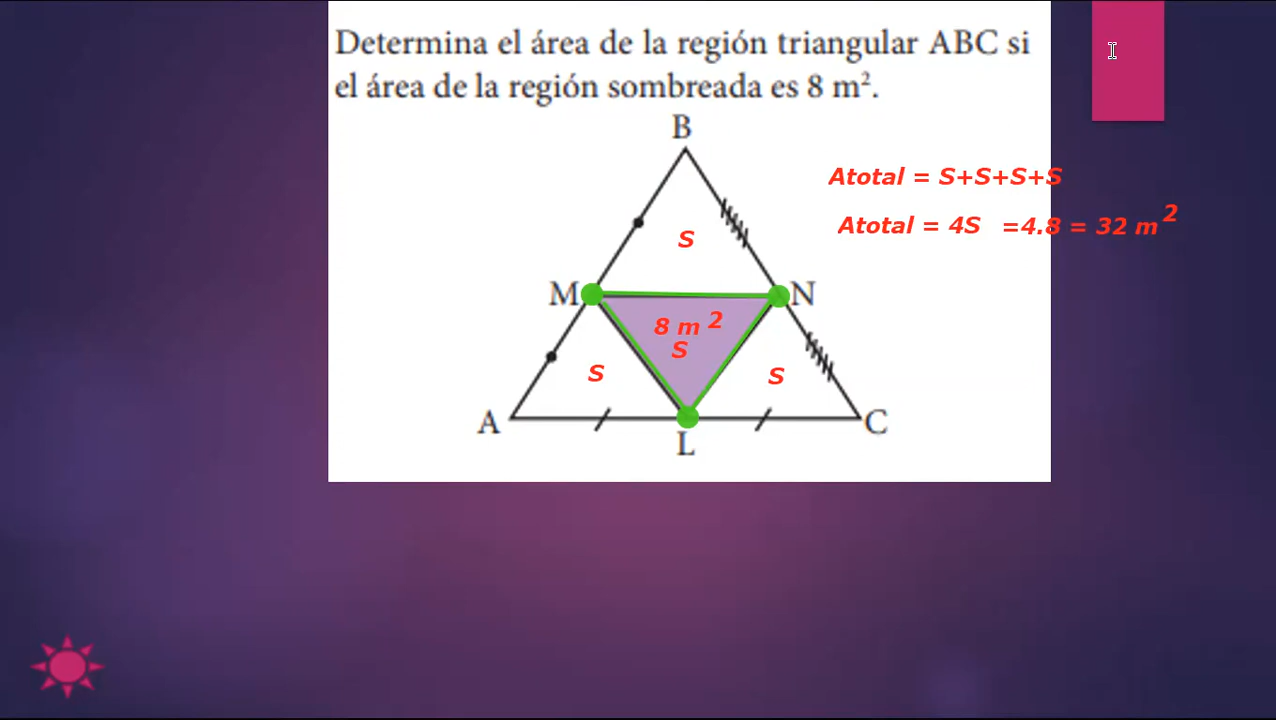 Determina el área de la región triangular ABC si
el área de la región sombreada es 8 m².
B
Atotal = S+S+S+S
Atotal = 4S =4.8 = 32 m 2
S
M
N
8 m 2
S
S
S
A
C
L